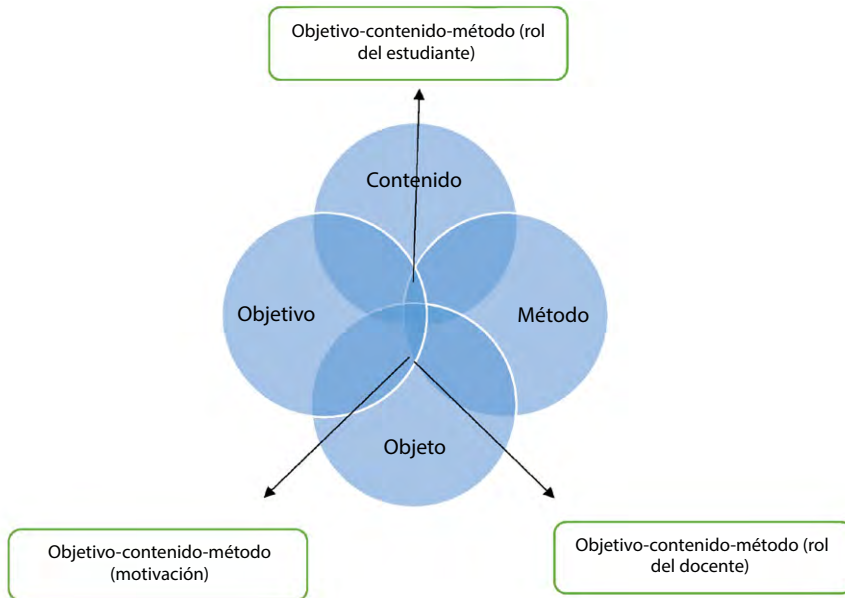 Objetivo-contenido-método (rol
del estudiante)
Contenido
Objetivo
Método
Objeto
Objetivo-contenido-método
(motivación)
Objetivo-contenido-método (rol
del docente)